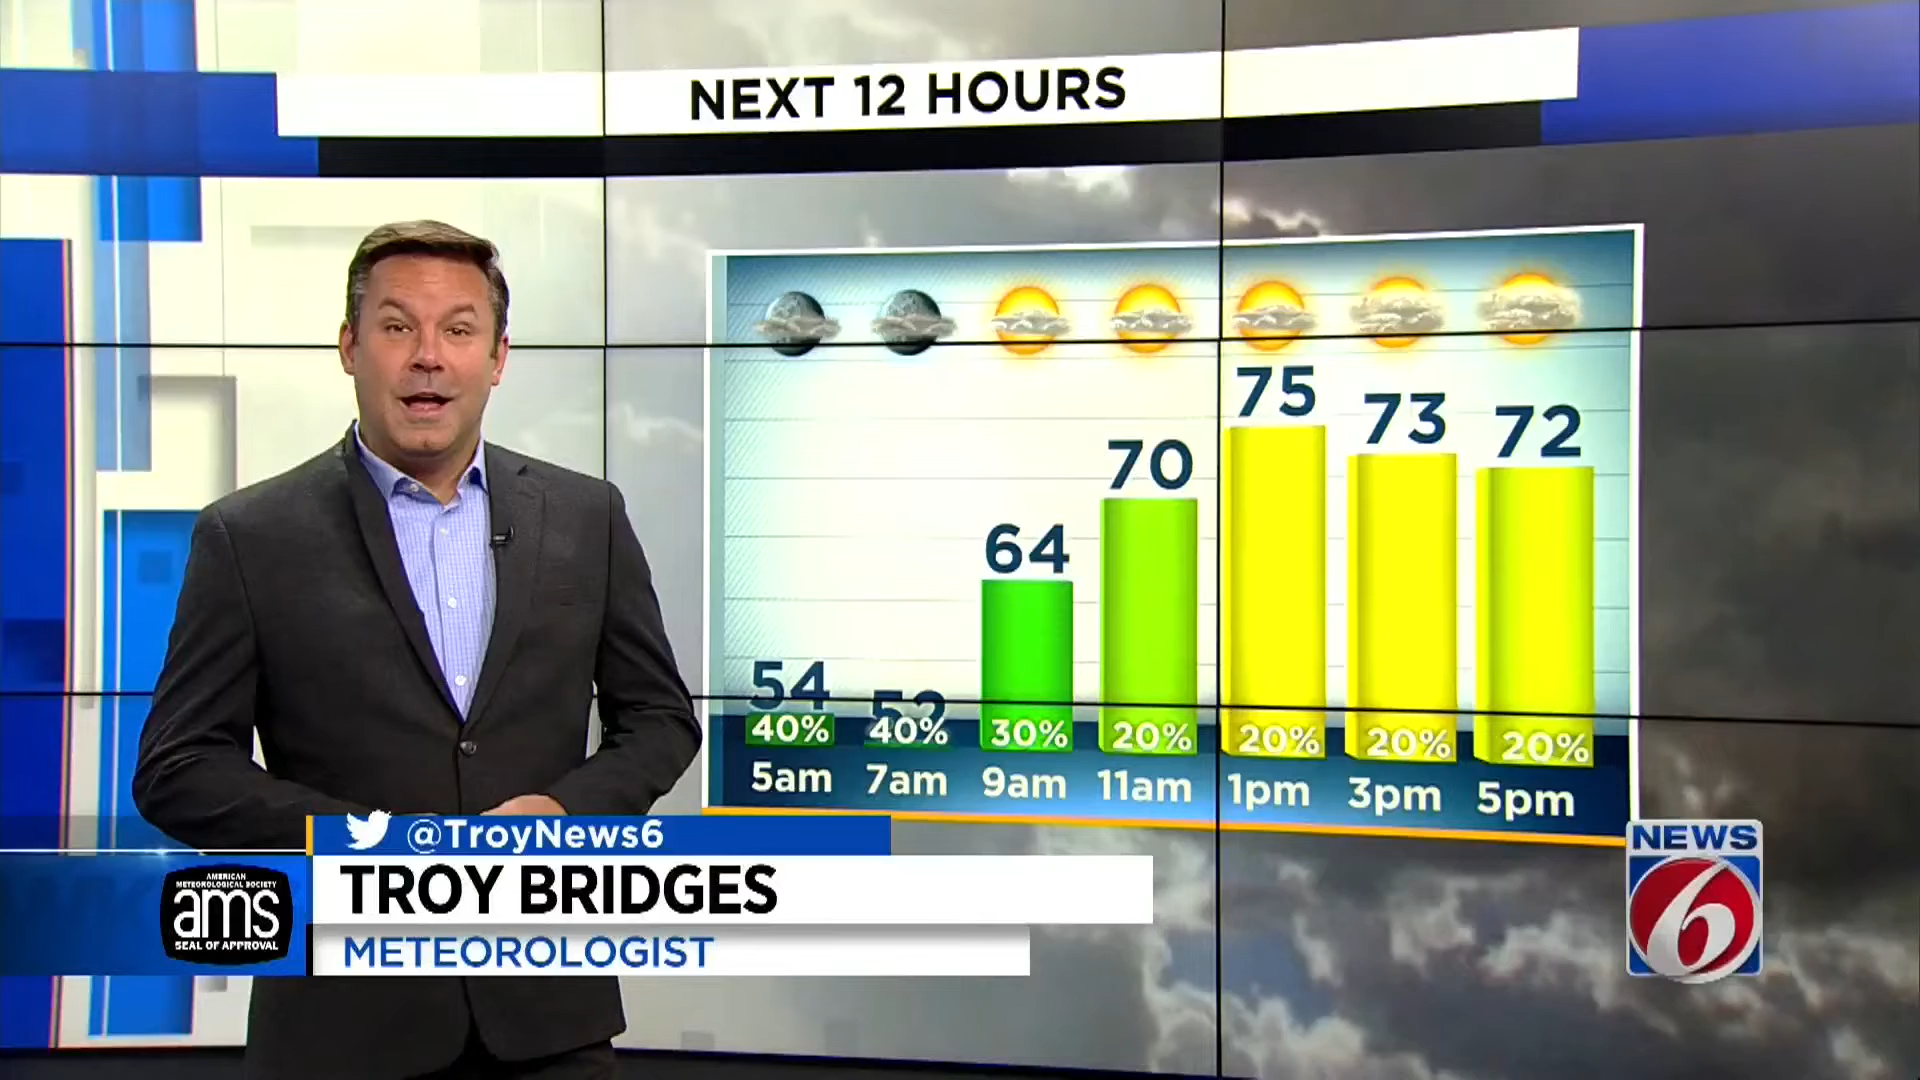 NEXT 12 HOURS
54 52 64 70 75 73 72
40% 40% 30% 20% 20% 20% 20%
5am 7am 9am 11am 1pm 3pm 5pm
@TroyNews6
TROY BRIDGES
METEOROLOGIST
AMERICAN
METEOROLOGICAL SOCIETY
ams
SEAL OF APPROVAL
NEWS
6